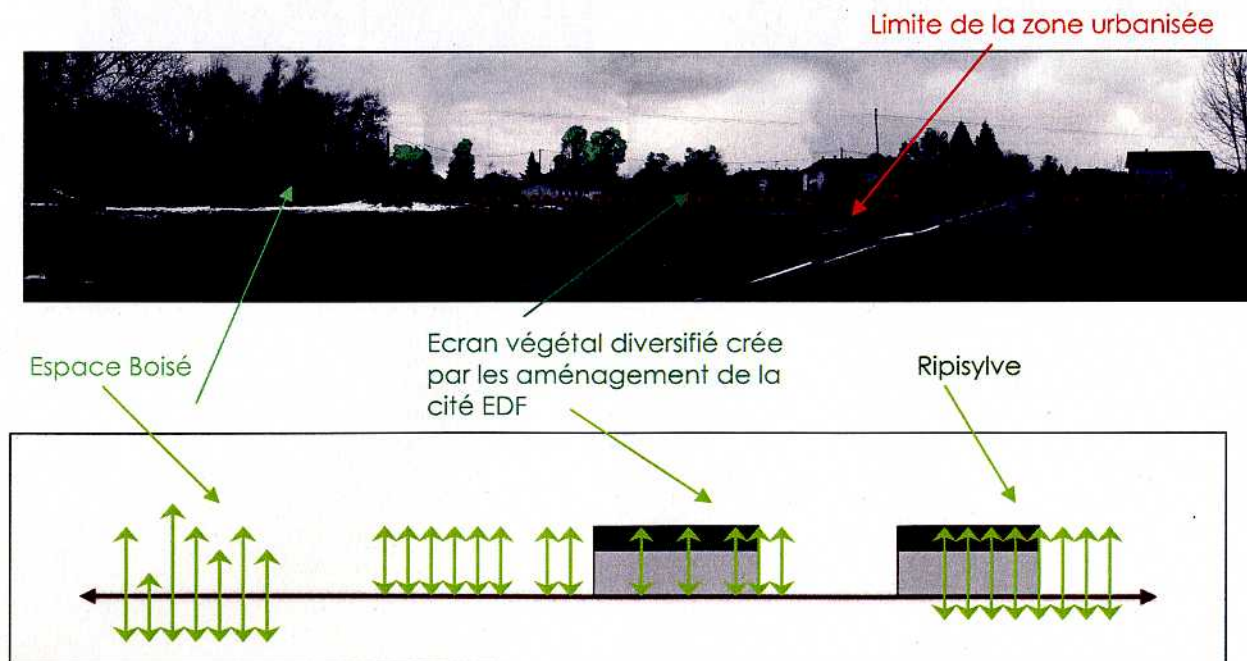 Limite de la zone urbanisée
Espace Boisé
Ecran végétal diversifié crée
par les aménagement de la
cité EDF
Ripisylve